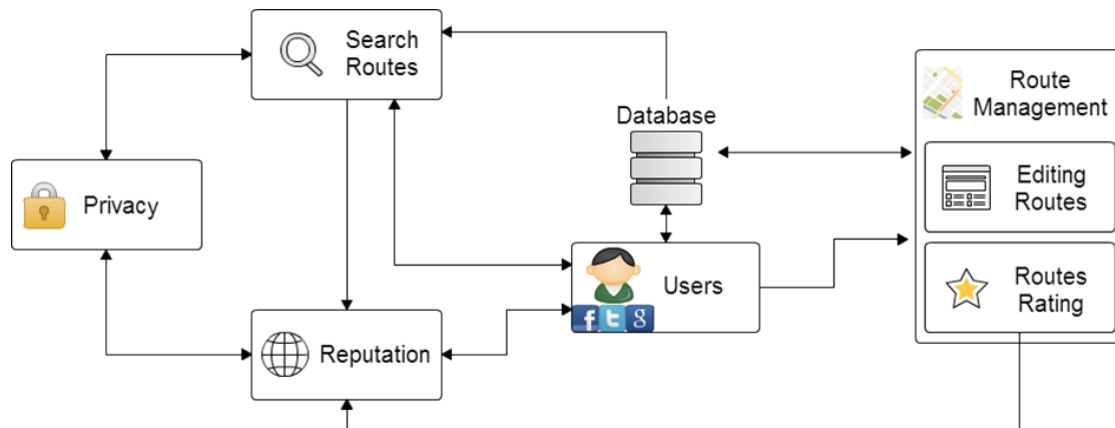 Search
Routes
Database
Route
Management
Privacy
Editing
Routes
Users
f t g
Routes
Rating
Reputation